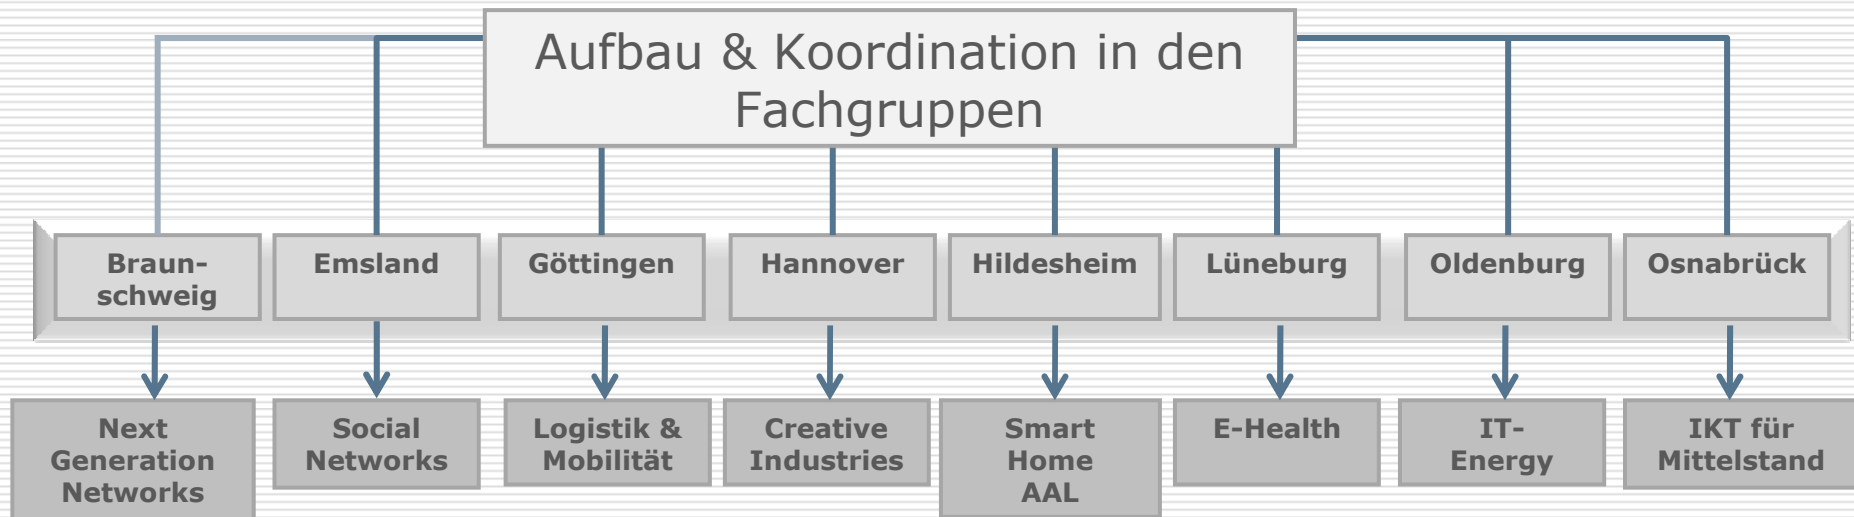 Aufbau & Koordination in den
Fachgruppen
Braun-
schweig
Emsland
Göttingen
Hannover
Hildesheim
Lüneburg
Oldenburg
Osnabrück
Next
Generation
Networks
Social
Networks
Logistik &
Mobilität
Creative
Industries
Smart
Home
AAL
E-Health
IT-
Energy
IKT für
Mittelstand